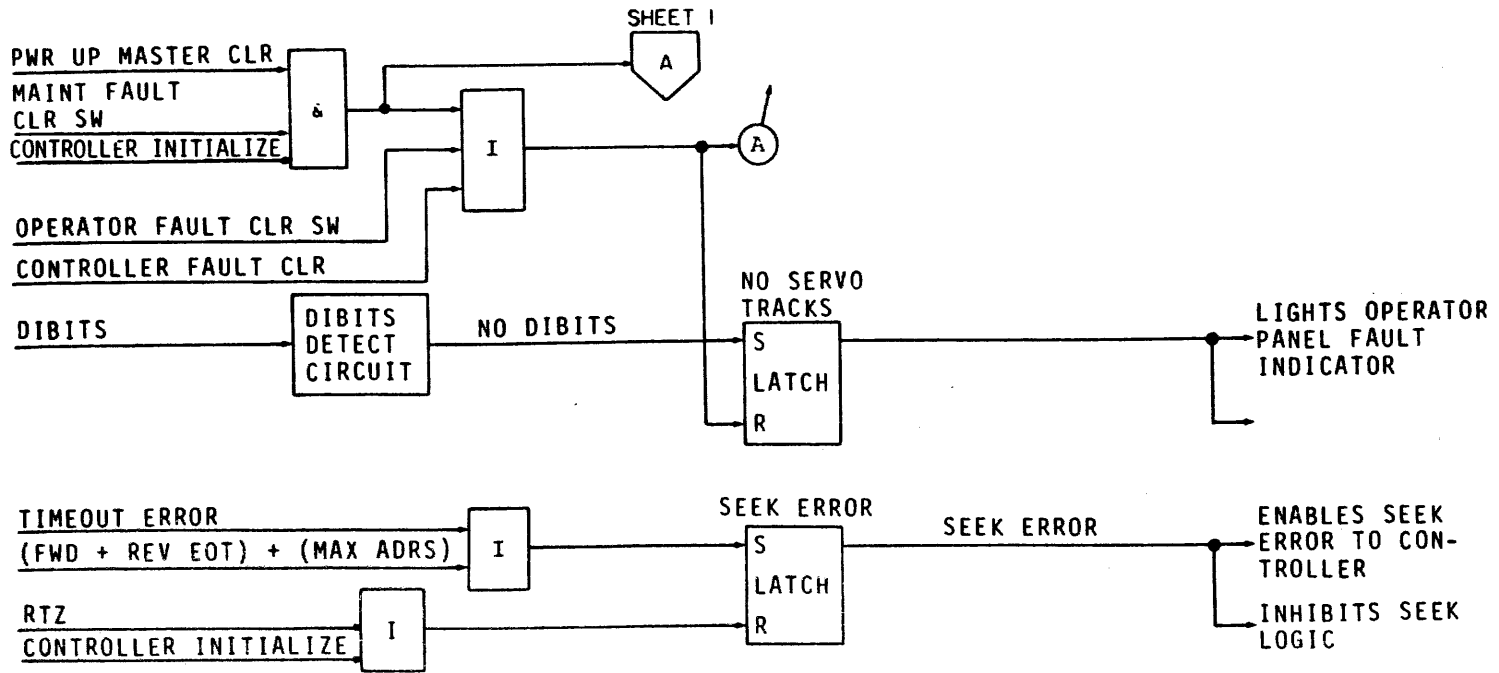 SHEET I
A
PWR UP MASTER CLR
MAINT FAULT
CLR SW
CONTROLLER INITIALIZE
&
I
A
OPERATOR FAULT CLR SW
CONTROLLER FAULT CLR
DIBITS
DIBITS
DETECT
CIRCUIT
NO DIBITS
NO SERVO
TRACKS
S
LATCH
R
LIGHTS OPERATOR
PANEL FAULT
INDICATOR
TIMEOUT ERROR
(FWD + REV EOT) + (MAX ADRS)
I
RTZ
CONTROLLER INITIALIZE
I
SEEK ERROR
S
LATCH
R
SEEK ERROR
ENABLES SEEK
ERROR TO CON-
TROLLER
INHIBITS SEEK
LOGIC